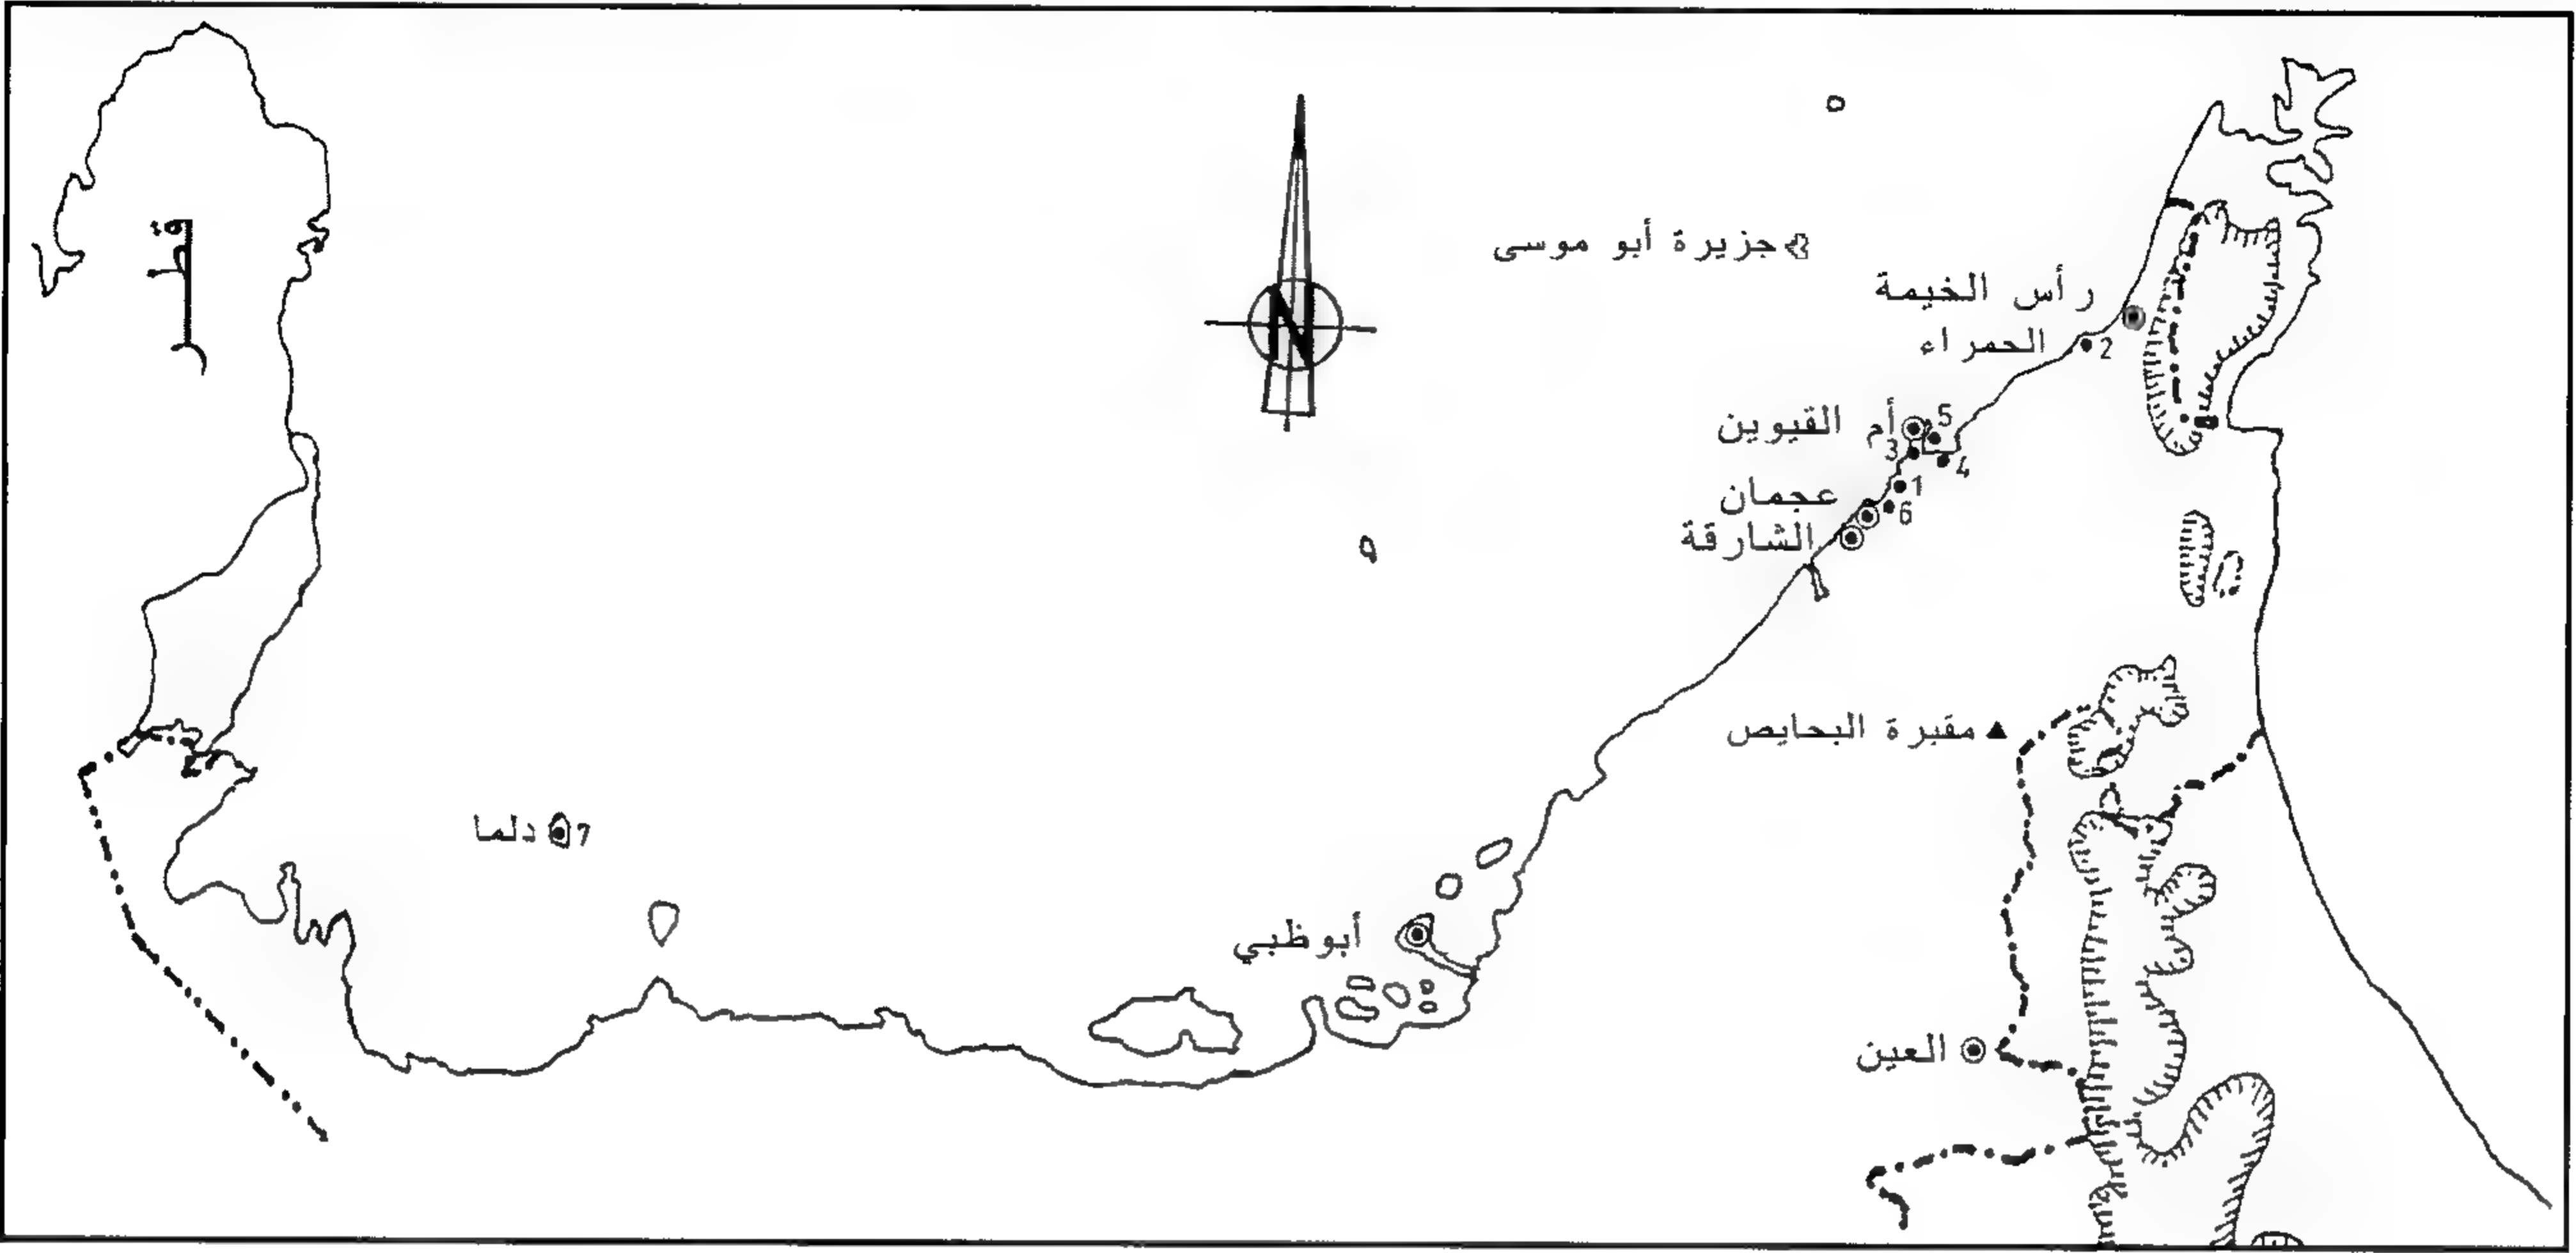 قطر
N
جزيرة أبو موسى
رأس الخيمة
الحمراء 2
أم القيوين 5
3 4
1
عجمان 6
الشارقة
مقبرة البحايص
دلما 7
أبوظبي
العين